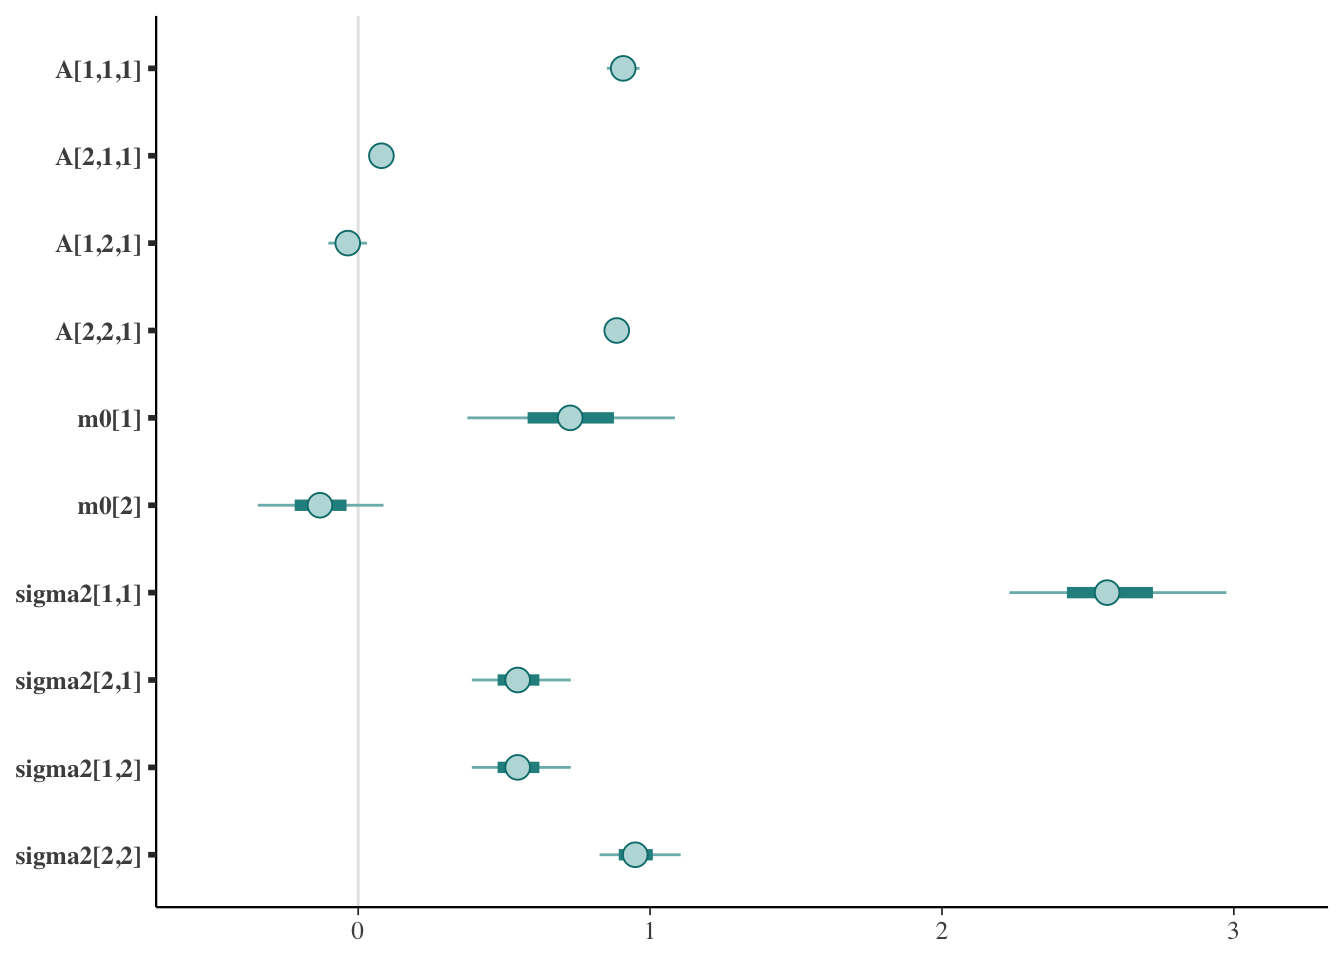 A[1,1,1]
A[2,1,1]
A[1,2,1]
A[2,2,1]
m0[1]
m0[2]
sigma2[1,1]
sigma2[2,1]
sigma2[1,2]
sigma2[2,2]
0 1 2 3